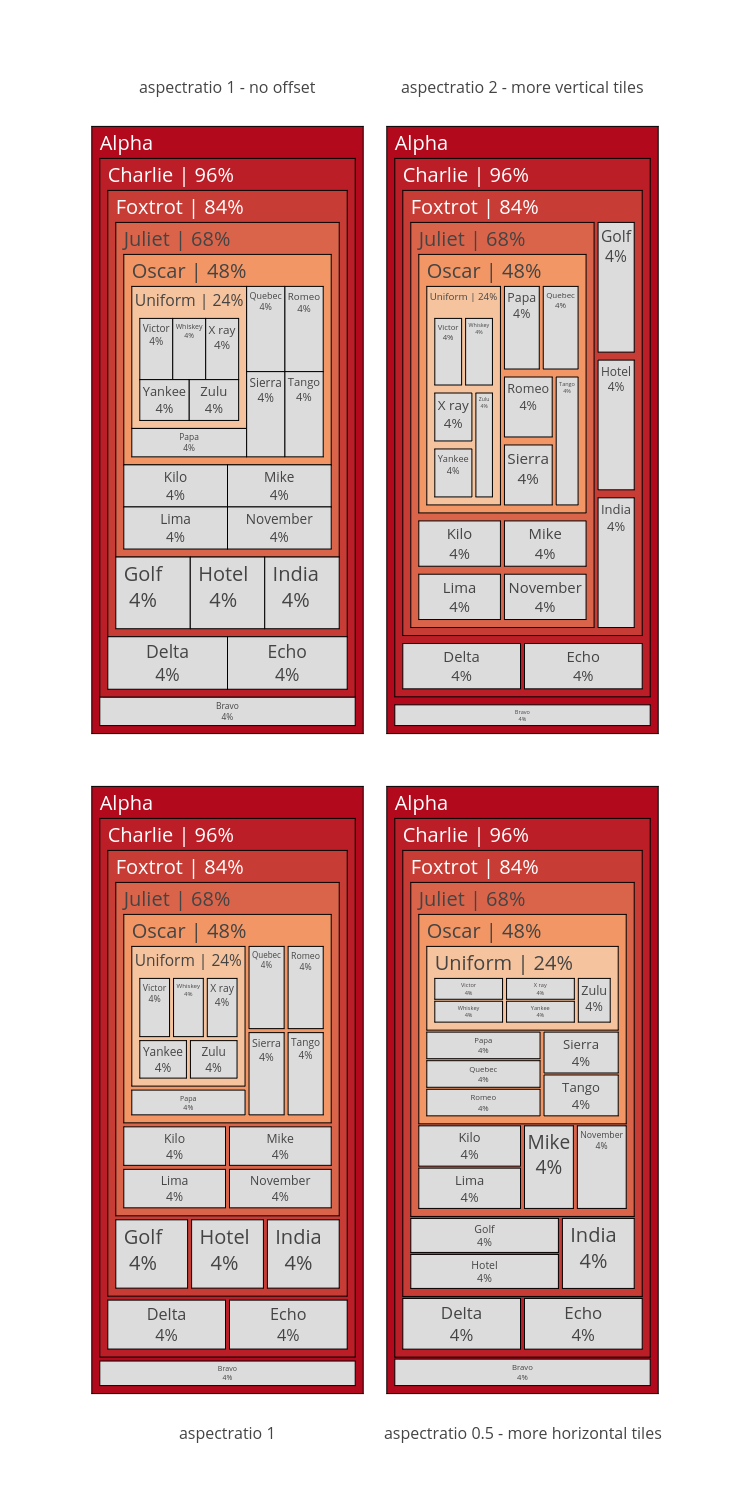 aspectratio 1 - no offset
aspectratio 2 - more vertical tiles
Alpha
Charlie | 96%
Foxtrot | 84%
Juliet | 68%
Oscar | 48%
Uniform | 24%
Quebec
4%
Romeo
4%
Victor
4%
Whiskey
4%
X ray
4%
Yankee
4%
Zulu
4%
Sierra
4%
Tango
4%
Papa
4%
Kilo
4%
Mike
4%
Lima
4%
November
4%
Golf
4%
Hotel
4%
India
4%
Delta
4%
Echo
4%
Bravo
4%
Alpha
Charlie | 96%
Foxtrot | 84%
Juliet | 68%
Golf
4%
Oscar | 48%
Uniform | 24%
Papa
4%
Quebec
4%
Victor
4%
Whiskey
4%
Hotel
4%
Romeo
4%
Tango
4%
X ray
4%
Zulu
4%
Yankee
4%
Sierra
4%
India
4%
Kilo
4%
Mike
4%
Lima
4%
November
4%
Delta
4%
Echo
4%
Bravo
4%
Alpha
Charlie | 96%
Foxtrot | 84%
Juliet | 68%
Oscar | 48%
Uniform | 24%
Quebec
4%
Romeo
4%
Victor
4%
Whiskey
4%
X ray
4%
Yankee
4%
Zulu
4%
Sierra
4%
Tango
4%
Papa
4%
Kilo
4%
Mike
4%
Lima
4%
November
4%
Golf
4%
Hotel
4%
India
4%
Delta
4%
Echo
4%
Bravo
4%
Alpha
Charlie | 96%
Foxtrot | 84%
Juliet | 68%
Oscar | 48%
Uniform | 24%
Victor
4%
X ray
4%
Zulu
4%
Whiskey
4%
Yankee
4%
Papa
4%
Sierra
4%
Quebec
4%
Tango
4%
Romeo
4%
Kilo
4%
Mike
4%
November
4%
Lima
4%
Golf
4%
India
4%
Hotel
4%
Delta
4%
Echo
4%
Bravo
4%
aspectratio 1
aspectratio 0.5 - more horizontal tiles